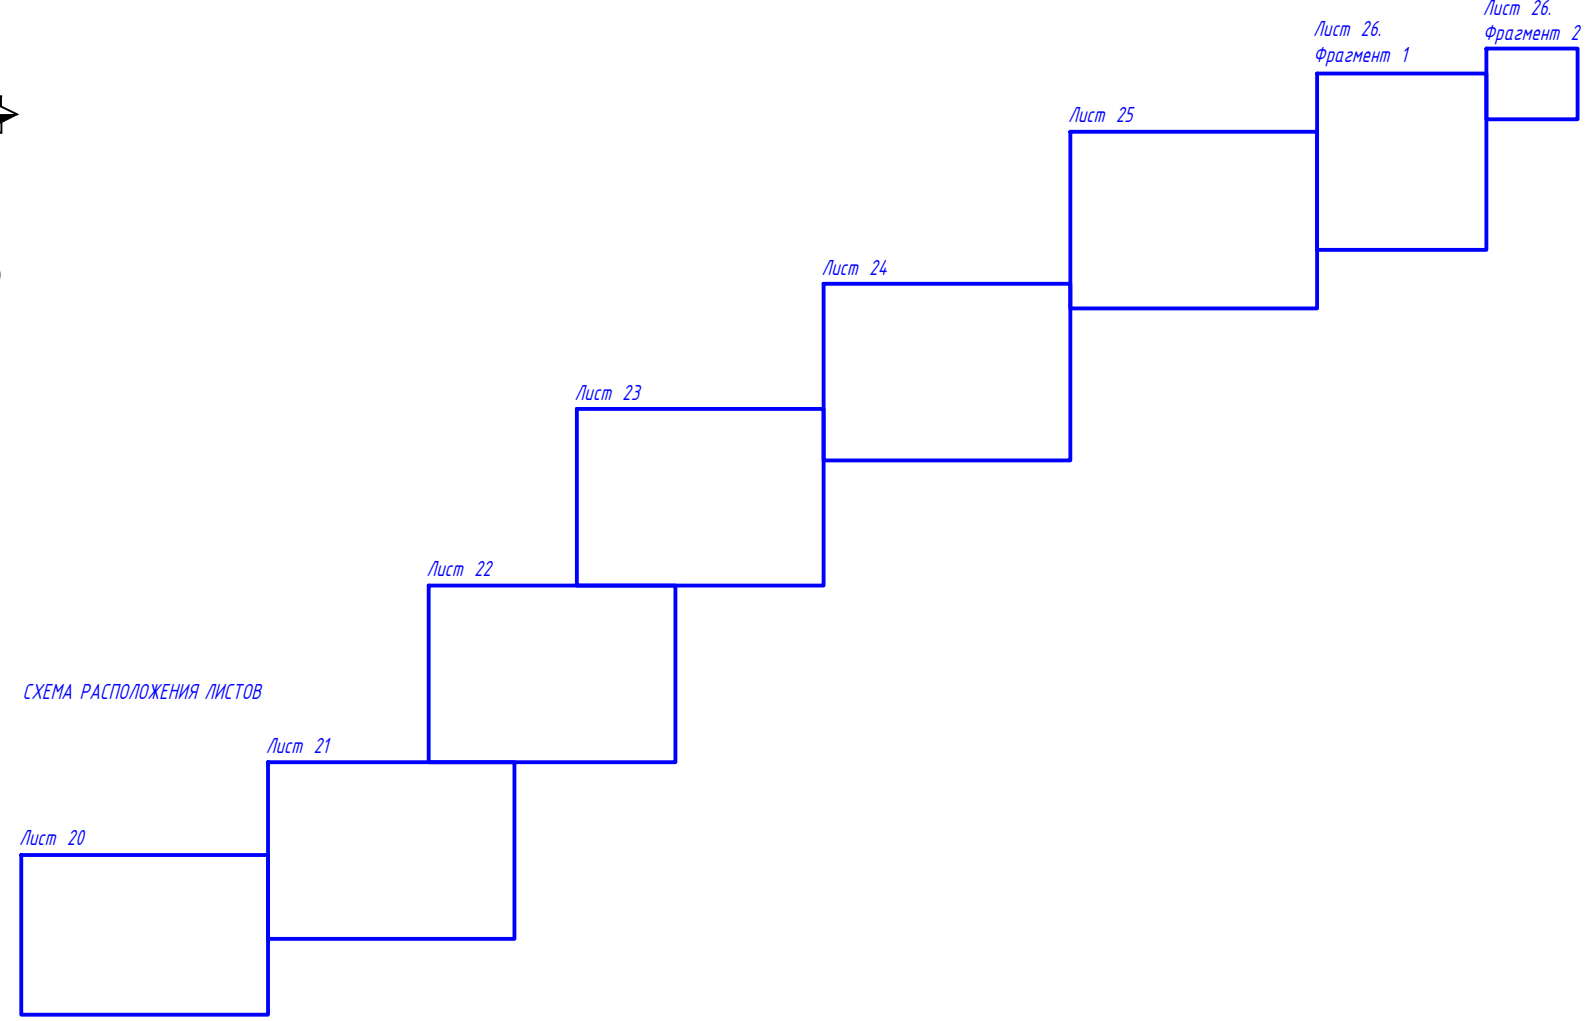 Лист 26.
Фрагмент 2
Лист 26.
Фрагмент 1
Лист 25
Лист 24
Лист 23
Лист 22
СХЕМА РАСПОЛОЖЕНИЯ ЛИСТОВ
Лист 21
Лист 20